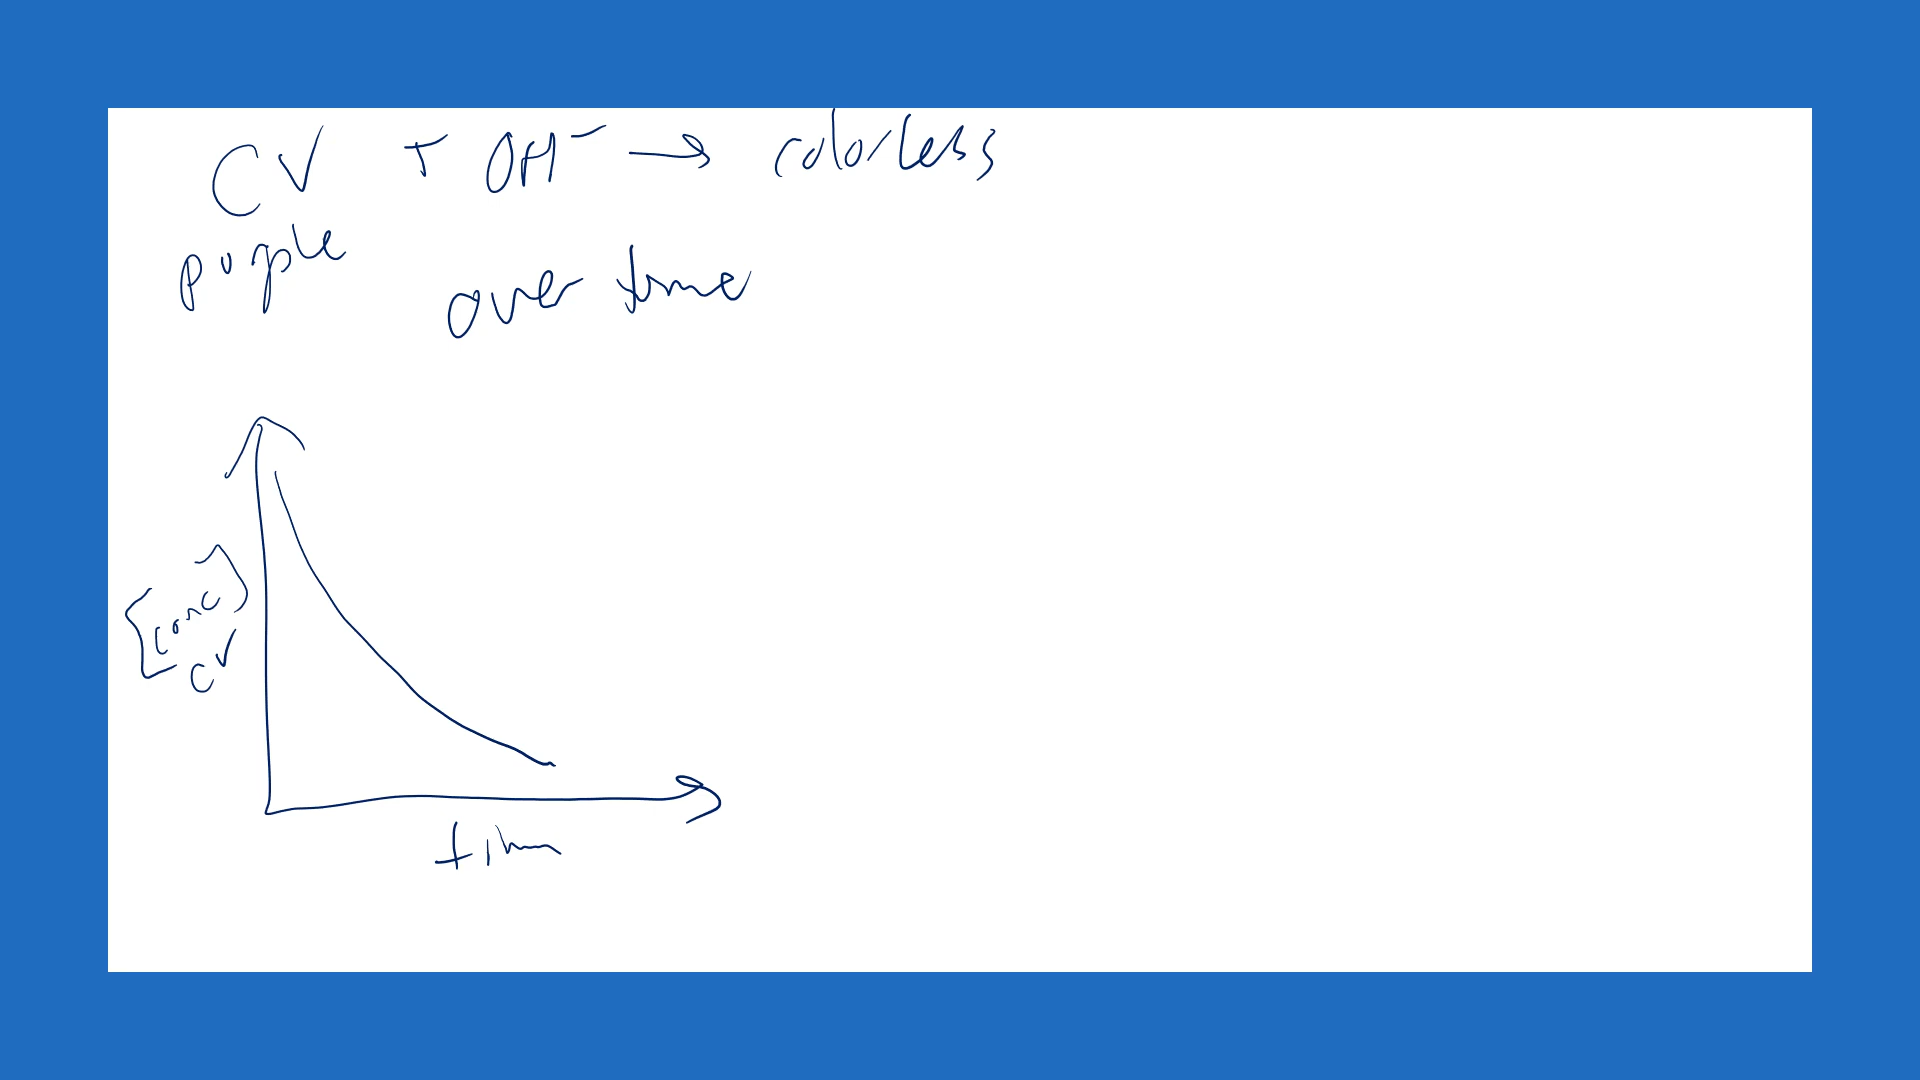 CV + OH⁻ → colorless
purple
over time
[conc]
CV
time